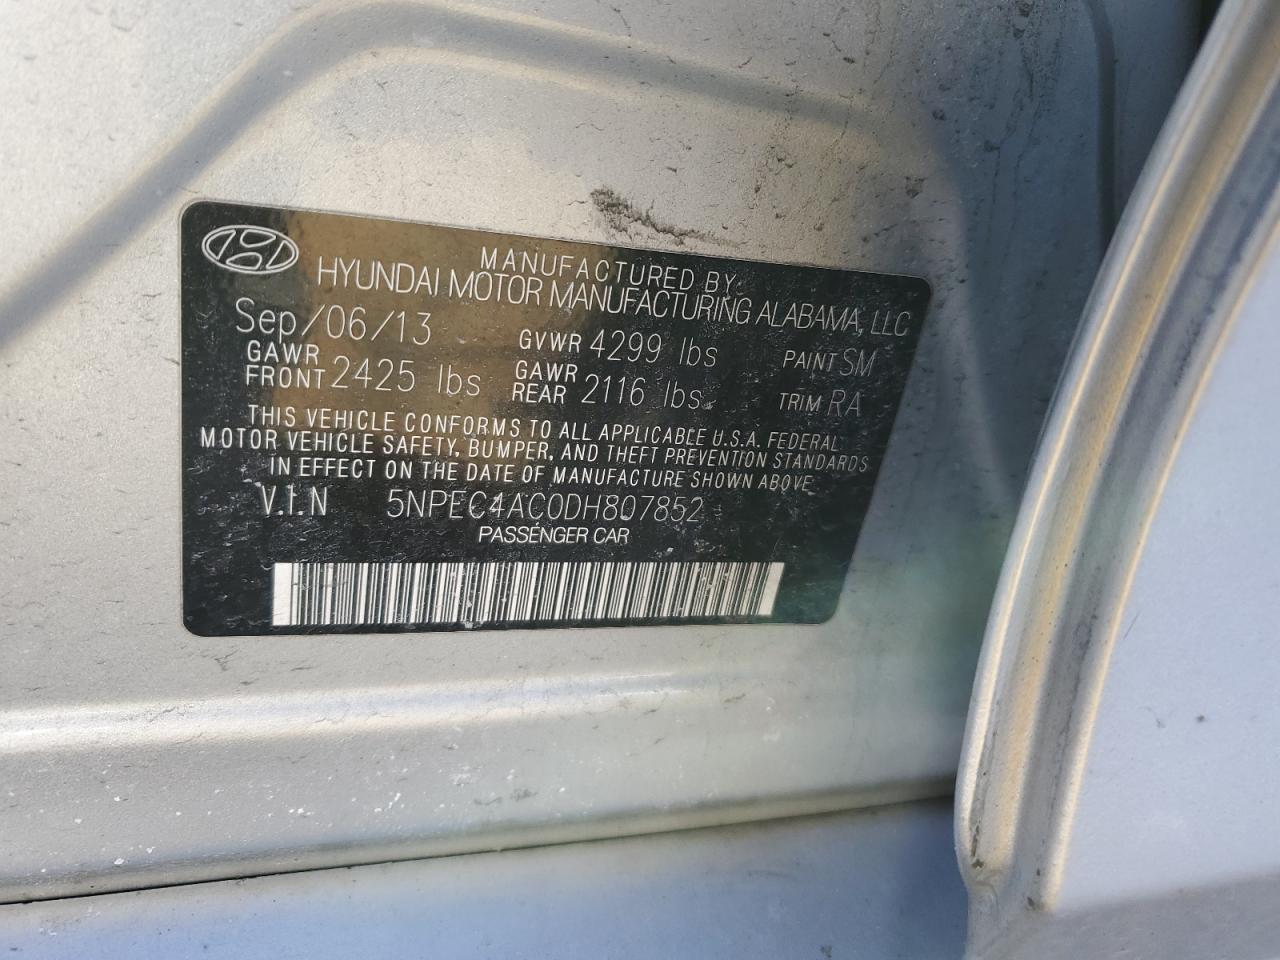 MANUFACTURED BY
HYUNDAI MOTOR MANUFACTURING ALABAMA, LLC
Sep/06/13 GVWR 4299 lbs PAINT SM
GAWR FRONT 2425 lbs GAWR REAR 2116 lbs TRIM RA
THIS VEHICLE CONFORMS TO ALL APPLICABLE U.S.A. FEDERAL
MOTOR VEHICLE SAFETY, BUMPER, AND THEFT PREVENTION STANDARDS
IN EFFECT ON THE DATE OF MANUFACTURE SHOWN ABOVE
V.I.N 5NPEC4AC0DH807852
PASSENGER CAR